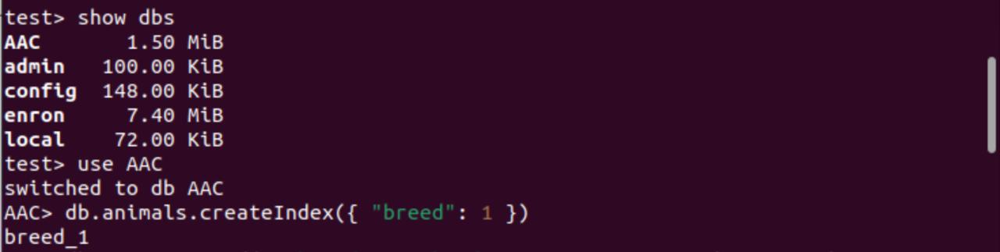 test> show dbs
AAC       1.50 MiB
admin   100.00 KiB
config  148.00 KiB
enron     7.40 MiB
local    72.00 KiB
test> use AAC
switched to db AAC
AAC> db.animals.createIndex({ "breed": 1 })
breed_1